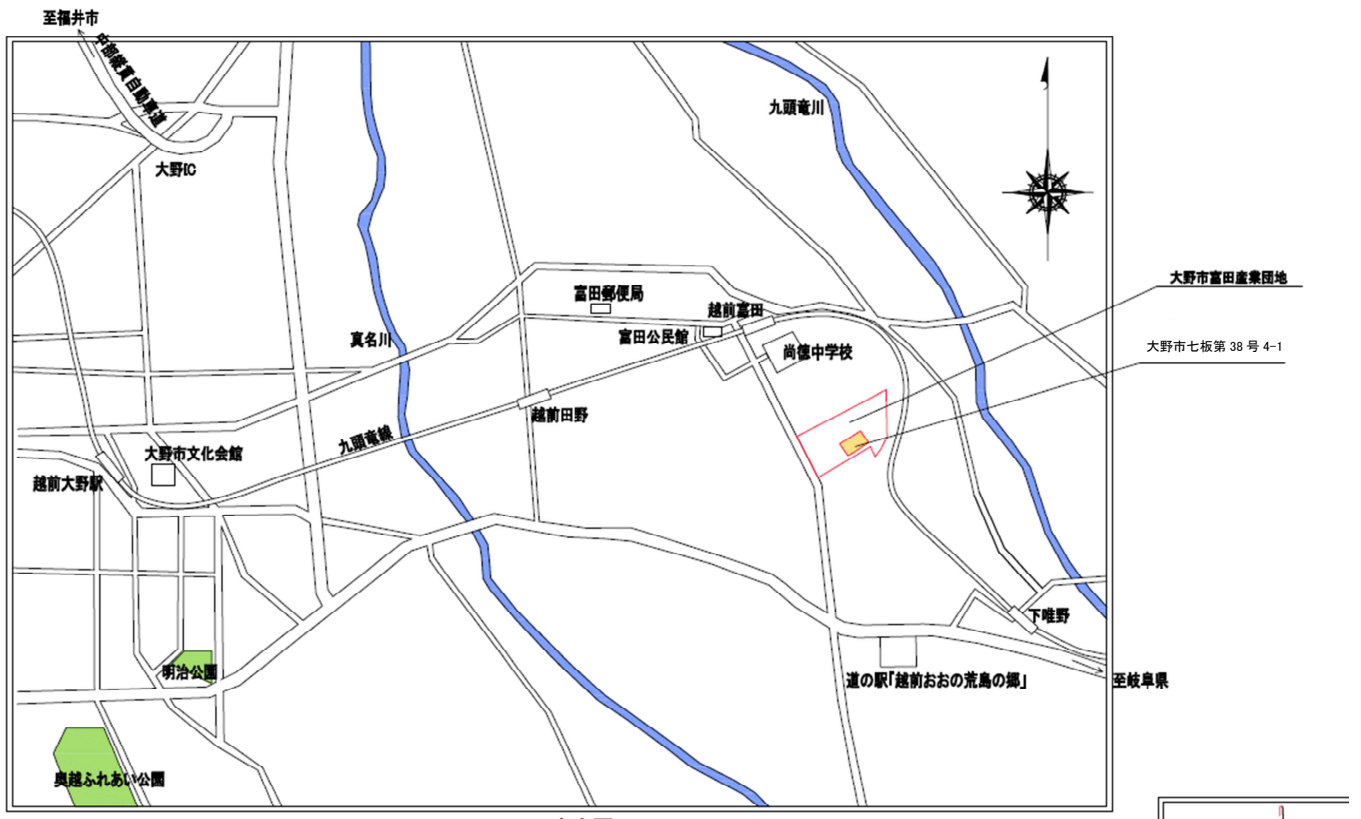 至福井市
中部縦貫自動車道
九頭竜川
大野IC
大野市富田産業団地
富田郵便局
越前富田
真名川
富田公民館
尚徳中学校
大野市七板第 38 号 4-1
越前田野
九頭竜線
大野市文化会館
越前大野駅
下唯野
明治公園
道の駅「越前おおの荒島の郷」
至岐阜県
奥越ふれあい公園